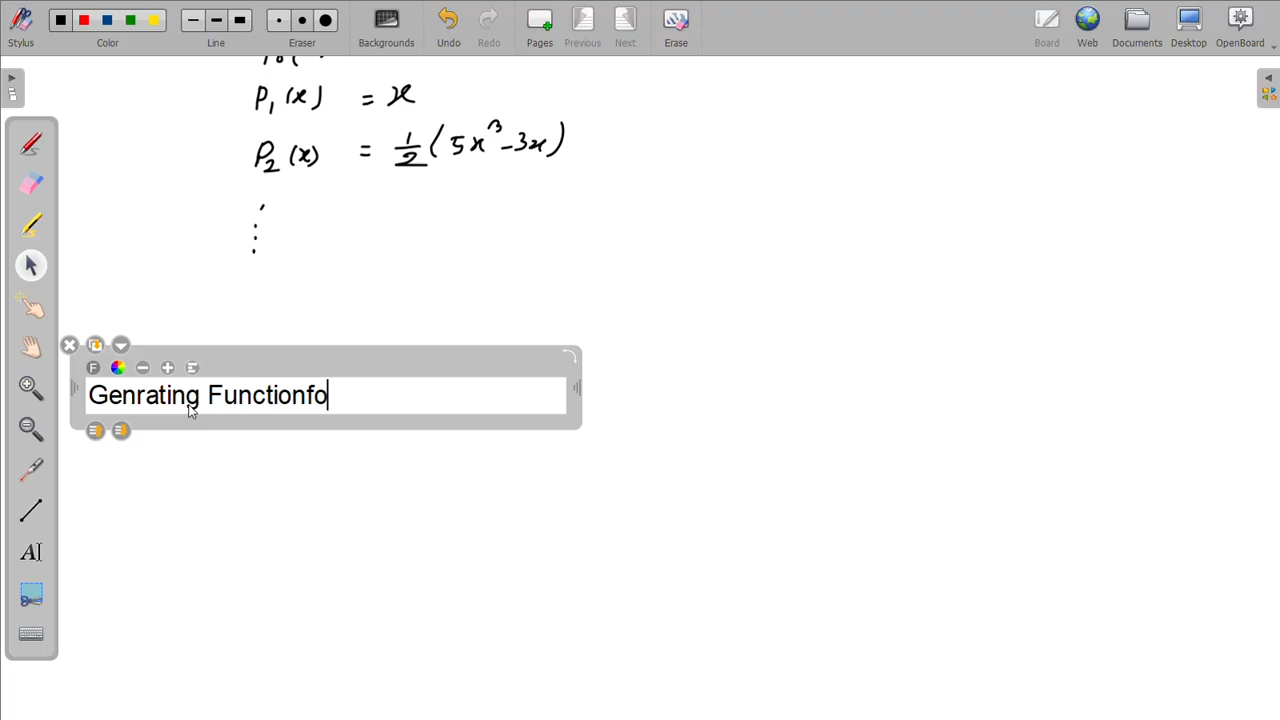 Stylus
Color
Line
Eraser
Backgrounds
Undo
Redo
Pages
Previous
Next
Erase
Board
Web
Documents
Desktop
OpenBoard
P₁(x) = x
P₂(x) = 1/2 (5x³-3x)
F
Genrating Functionfo
AI